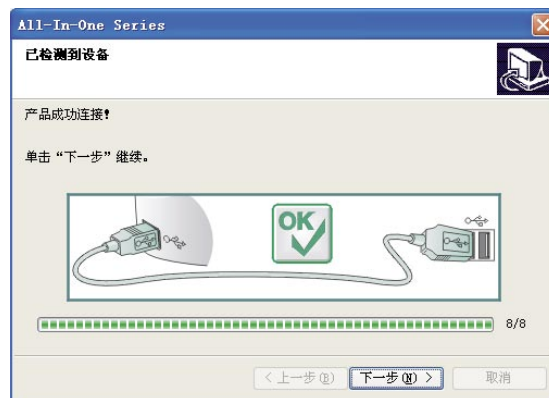 All-In-One Series
已检测到设备
产品成功连接！
单击“下一步”继续。
OK
8/8
< 上一步(B)
下一步(N) >
取消